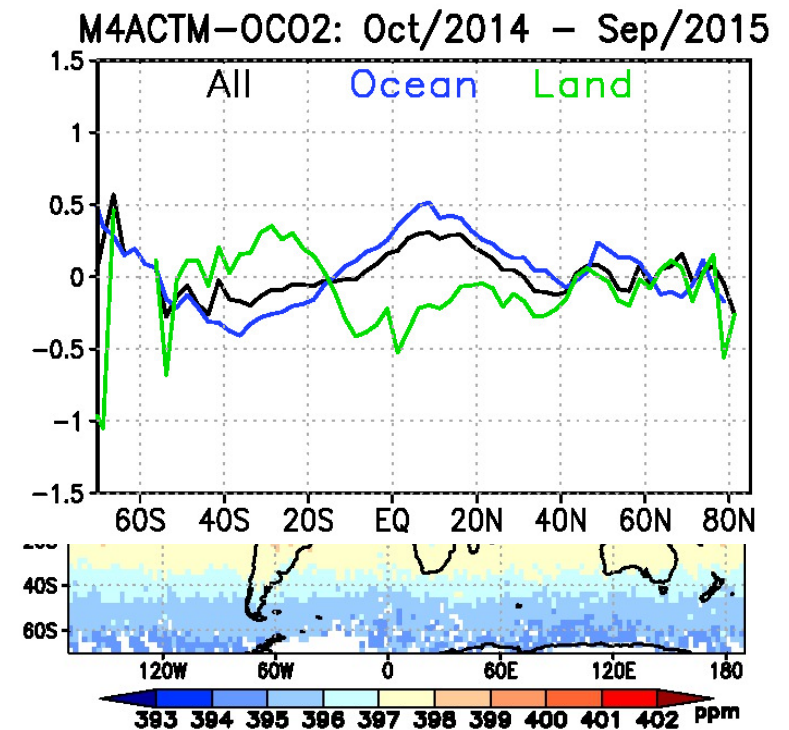 M4ACTM-OCO2: Oct/2014 - Sep/2015
All Ocean Land
1.5
1
0.5
0
-0.5
-1
-1.5
60S 40S 20S EQ 20N 40N 60N 80N
20S
40S
60S
120W 60W 0 60E 120E 180
393 394 395 396 397 398 399 400 401 402 ppm